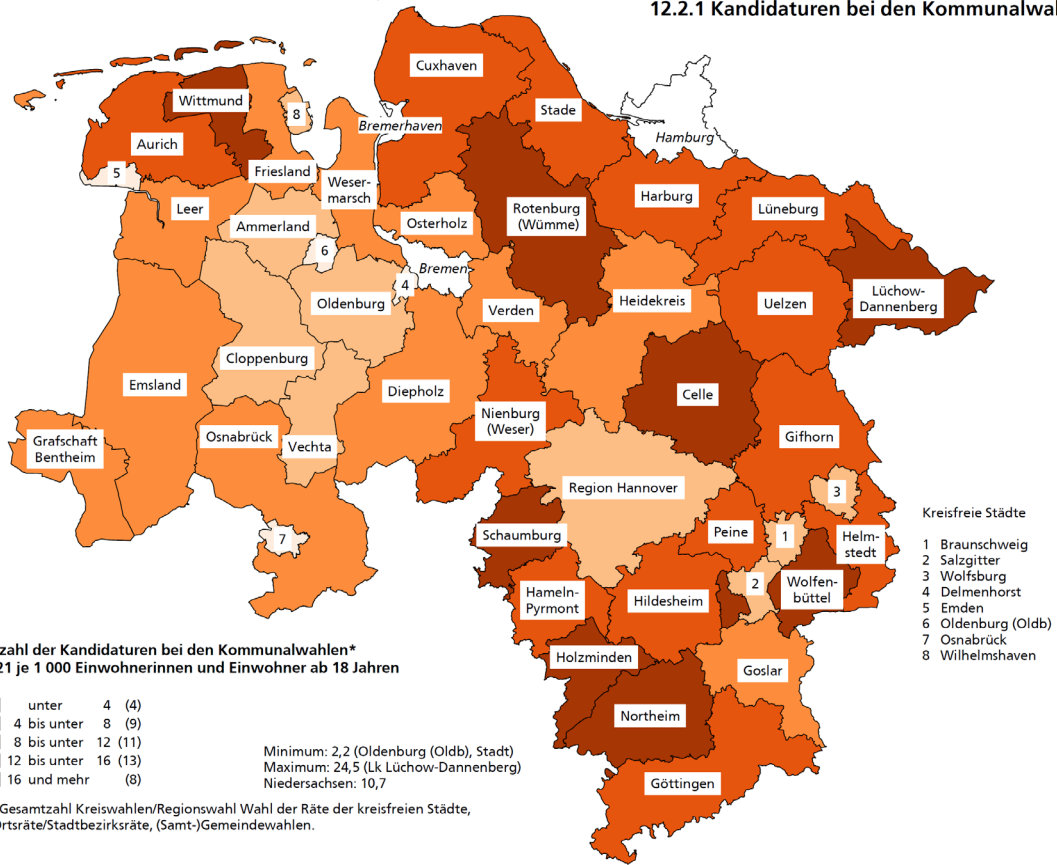 12.2.1 Kandidaturen bei den Kommunalwa
Cuxhaven
Wittmund
Stade
8
Bremerhaven
Hamburg
Aurich
5
Friesland
Weser-
marsch
Harburg
Leer
Lüneburg
Rotenburg
(Wümme)
Ammerland
Osterholz
6
Bremen
4
Oldenburg
Heidekreis
Uelzen
Lüchow-
Dannenberg
Verden
Cloppenburg
Emsland
Diepholz
Celle
Nienburg
(Weser)
Osnabrück
Gifhorn
Grafschaft
Bentheim
Vechta
Region Hannover
3
Schaumburg
Peine
1
7
Helm-
stedt
2
Wolfen-
büttel
Hameln-
Pyrmont
Hildesheim
Holzminden
Goslar
Northeim
Göttingen
Kreisfreie Städte
1 Braunschweig
2 Salzgitter
3 Wolfsburg
4 Delmenhorst
5 Emden
6 Oldenburg (Oldb)
7 Osnabrück
8 Wilhelmshaven
zahl der Kandidaturen bei den Kommunalwahlen*
21 je 1 000 Einwohnerinnen und Einwohner ab 18 Jahren
unter 4 (4)
4 bis unter 8 (9)
8 bis unter 12 (11)
12 bis unter 16 (13)
16 und mehr (8)
Minimum: 2,2 (Oldenburg (Oldb), Stadt)
Maximum: 24,5 (Lk Lüchow-Dannenberg)
Niedersachsen: 10,7
Gesamtzahl Kreiswahlen/Regionswahl Wahl der Räte der kreisfreien Städte,
rtsräte/Stadtbezirksräte, (Samt-)Gemeindewahlen.